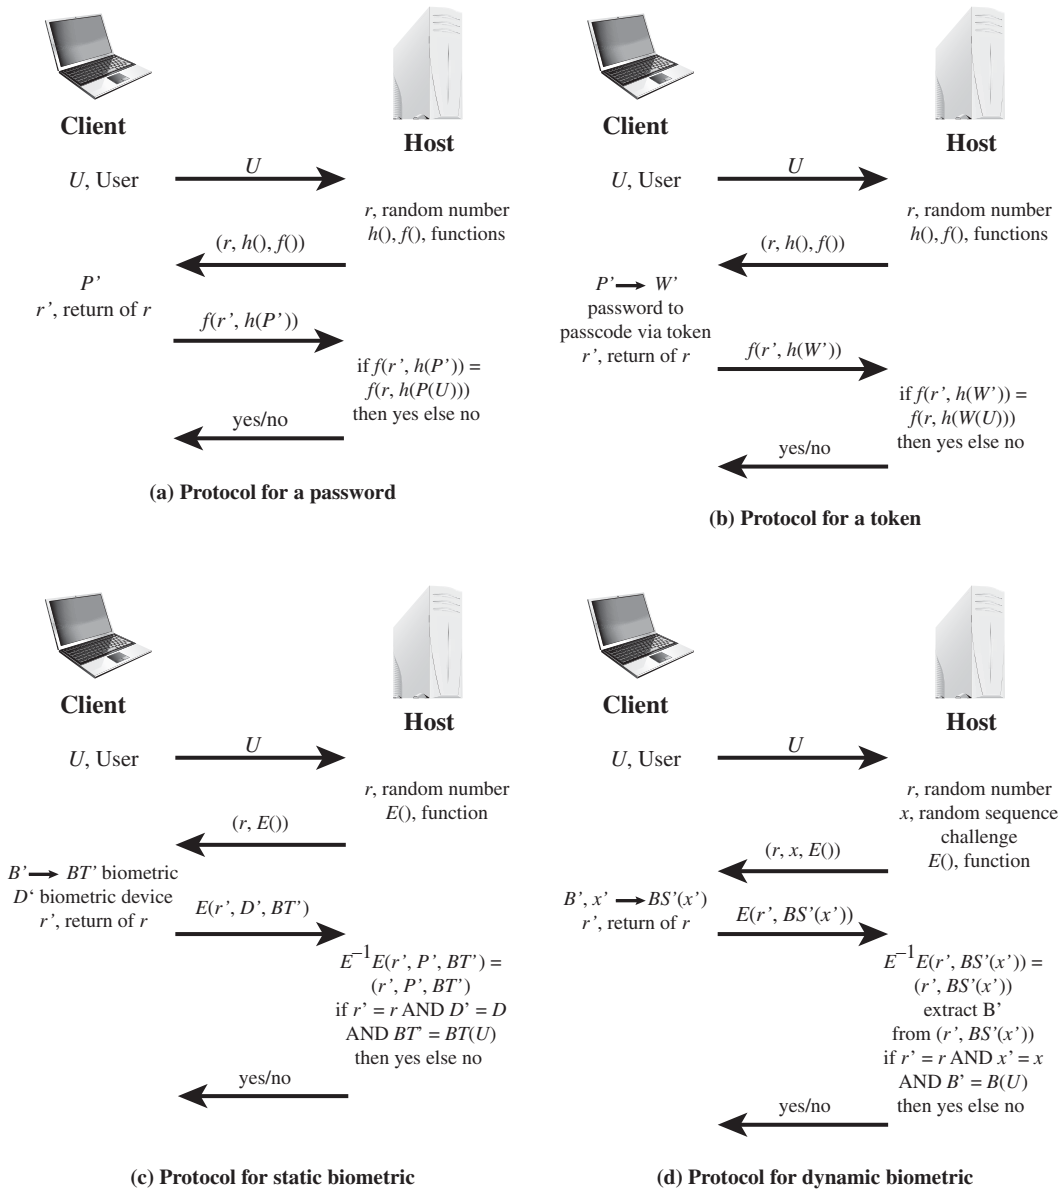 Client
Host
U, User
U
r, random number
h(), f(), functions
(r, h(), f())
P’
r’, return of r
f(r’, h(P’))
if f(r’, h(P’)) =
f(r, h(P(U)))
then yes else no
yes/no
(a) Protocol for a password
Client
Host
U, User
U
r, random number
h(), f(), functions
(r, h(), f())
P’ → W’
password to
passcode via token
r’, return of r
f(r’, h(W’))
if f(r’, h(W’)) =
f(r, h(W(U)))
then yes else no
yes/no
(b) Protocol for a token
Client
Host
U, User
U
r, random number
E(), function
(r, E())
B’ → BT’ biometric
D‘ biometric device
r’, return of r
E(r’, D’, BT’)
E⁻¹E(r’, P’, BT’) =
(r’, P’, BT’)
if r’ = r AND D’ = D
AND BT’ = BT(U)
then yes else no
yes/no
(c) Protocol for static biometric
Client
Host
U, User
U
r, random number
x, random sequence
challenge
E(), function
(r, x, E())
B’, x’ → BS’(x’)
r’, return of r
E(r’, BS’(x’))
E⁻¹E(r’, BS’(x’)) =
(r’, BS’(x’))
extract B’
from (r’, BS’(x’))
if r’ = r AND x’ = x
AND B’ = B(U)
then yes else no
yes/no
(d) Protocol for dynamic biometric